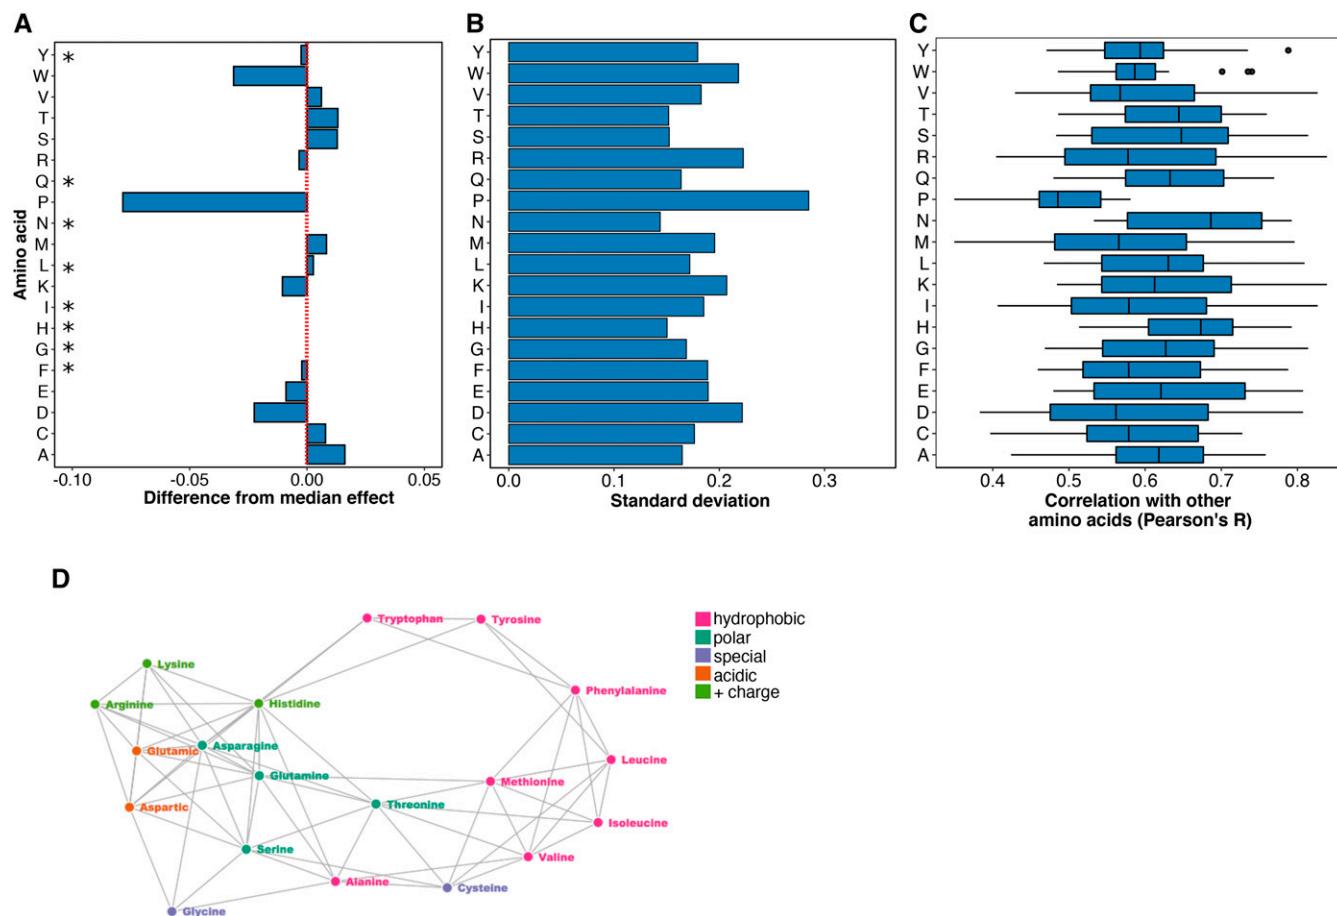 A
Amino acid
Y *
W
V
T
S
R
Q *
P
N *
M
L *
K
I *
H *
G *
F *
E
D
C
A
-0.10 -0.05 0.00 0.05
Difference from median effect
B
Y
W
V
T
S
R
Q
P
N
M
L
K
I
H
G
F
E
D
C
A
0.0 0.1 0.2 0.3
Standard deviation
C
Y
W
V
T
S
R
Q
P
N
M
L
K
I
H
G
F
E
D
C
A
0.4 0.5 0.6 0.7 0.8
Correlation with other
amino acids (Pearson's R)
D
Tryptophan
Tyrosine
Lysine
Phenylalanine
Arginine
Histidine
Glutamic
Asparagine
Leucine
Glutamine
Methionine
Aspartic
Threonine
Isoleucine
Serine
Valine
Alanine
Cysteine
Glycine
hydrophobic
polar
special
acidic
+ charge